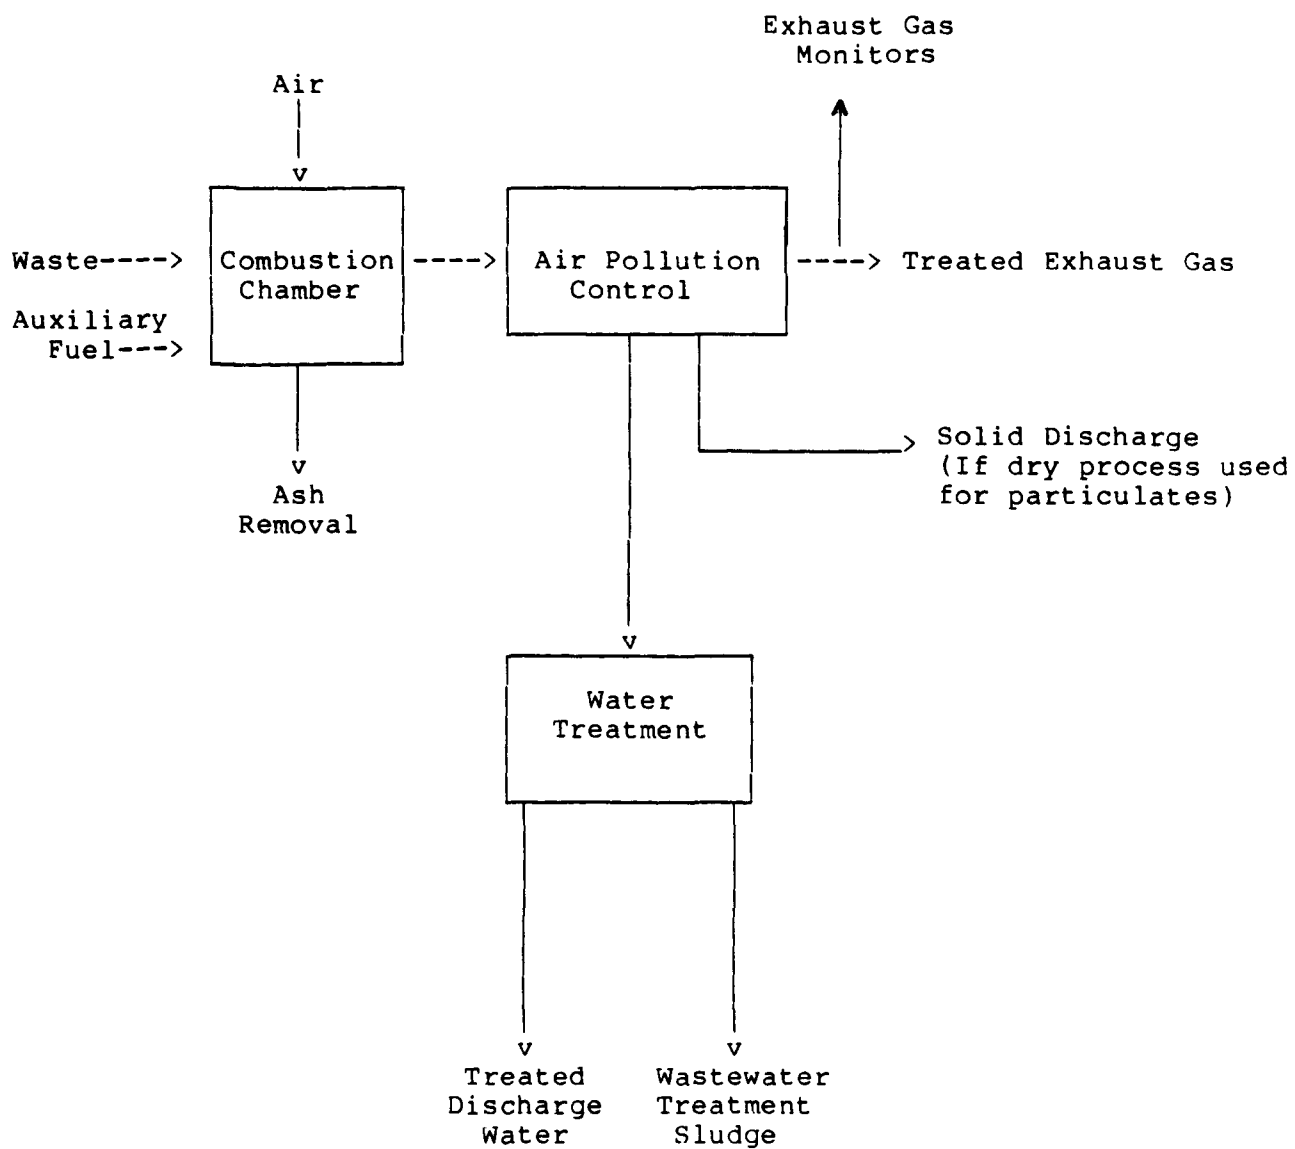 Exhaust Gas
Monitors
Air
v
Waste---->
Combustion
Chamber
---->
Air Pollution
Control
----> Treated Exhaust Gas
Auxiliary
Fuel--->
> Solid Discharge
(If dry process used
for particulates)
v
Ash
Removal
v
Water
Treatment
v
Treated
Discharge
Water
v
Wastewater
Treatment
Sludge